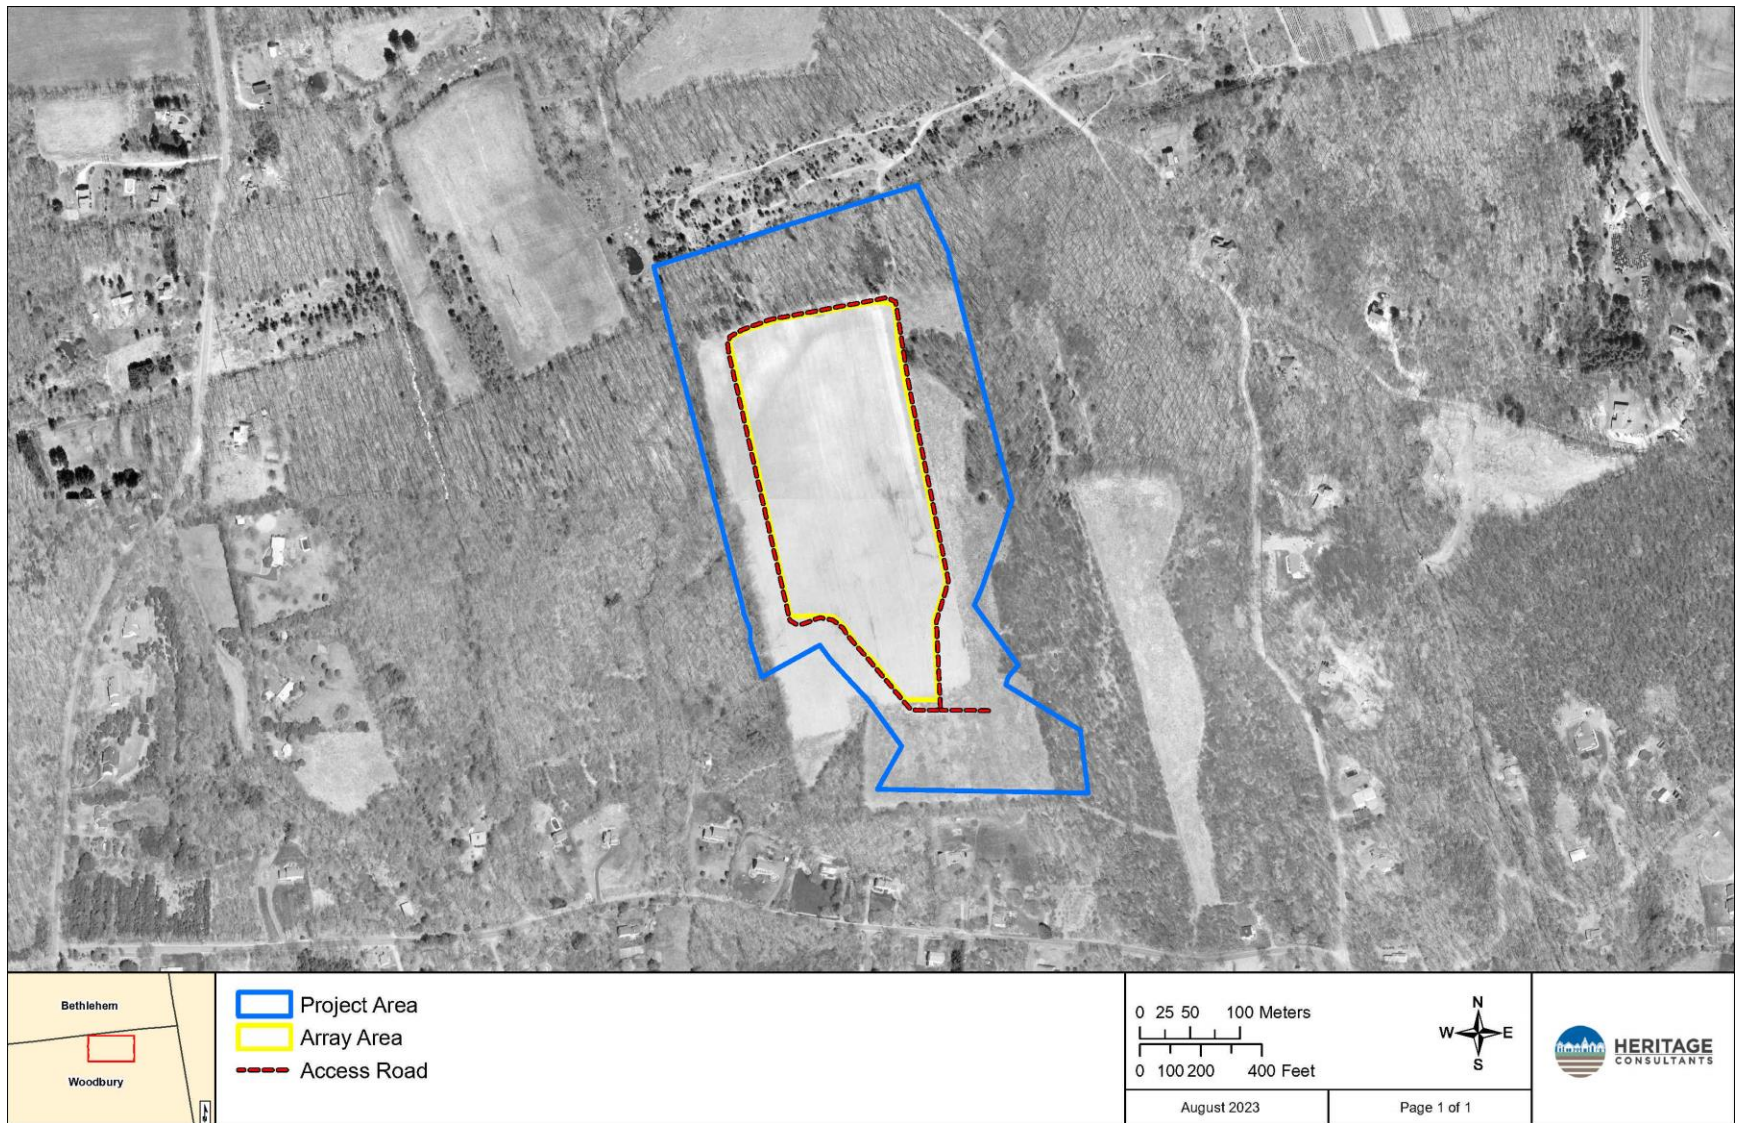 Bethlehem
Woodbury
Project Area
Array Area
Access Road
0 25 50 100 Meters
0 100 200 400 Feet
N
W E
S
August 2023
Page 1 of 1
HERITAGE
CONSULTANTS